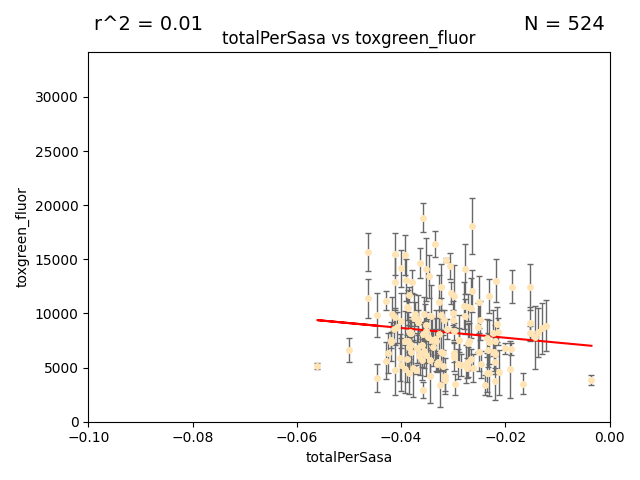 r^2 = 0.01
N = 524
totalPerSasa vs toxgreen_fluor
30000
25000
20000
15000
10000
5000
0
toxgreen_fluor
−0.10
−0.08
−0.06
−0.04
−0.02
0.00
totalPerSasa